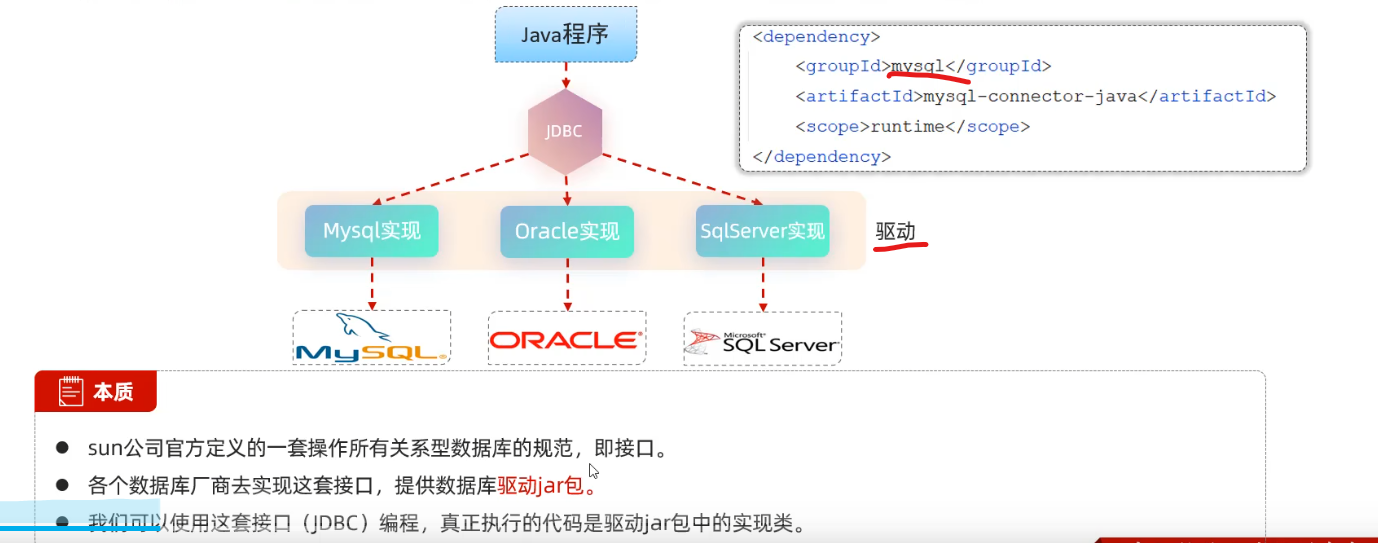 Java程序
<dependency>
<groupId>mysql</groupId>
<artifactId>mysql-connector-java</artifactId>
<scope>runtime</scope>
</dependency>
JDBC
Mysql实现
Oracle实现
SqlServer实现
驱动
MySQL®
ORACLE®
Microsoft®
SQL Server
本质
● sun公司官方定义的一套操作所有关系型数据库的规范，即接口。
● 各个数据库厂商去实现这套接口，提供数据库驱动jar包。
● 我们可以使用这套接口（JDBC）编程，真正执行的代码是驱动jar包中的实现类。